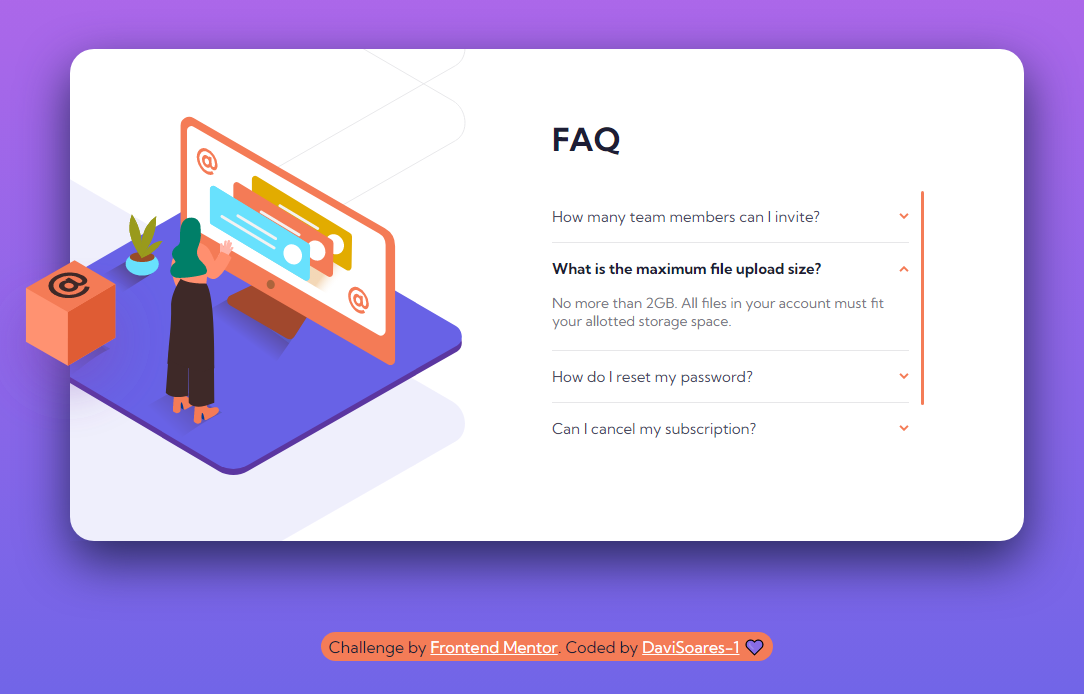 FAQ
How many team members can I invite?
What is the maximum file upload size?
No more than 2GB. All files in your account must fit
your allotted storage space.
How do I reset my password?
Can I cancel my subscription?
@
@
@
Challenge by Frontend Mentor. Coded by DaviSoares-1 💜